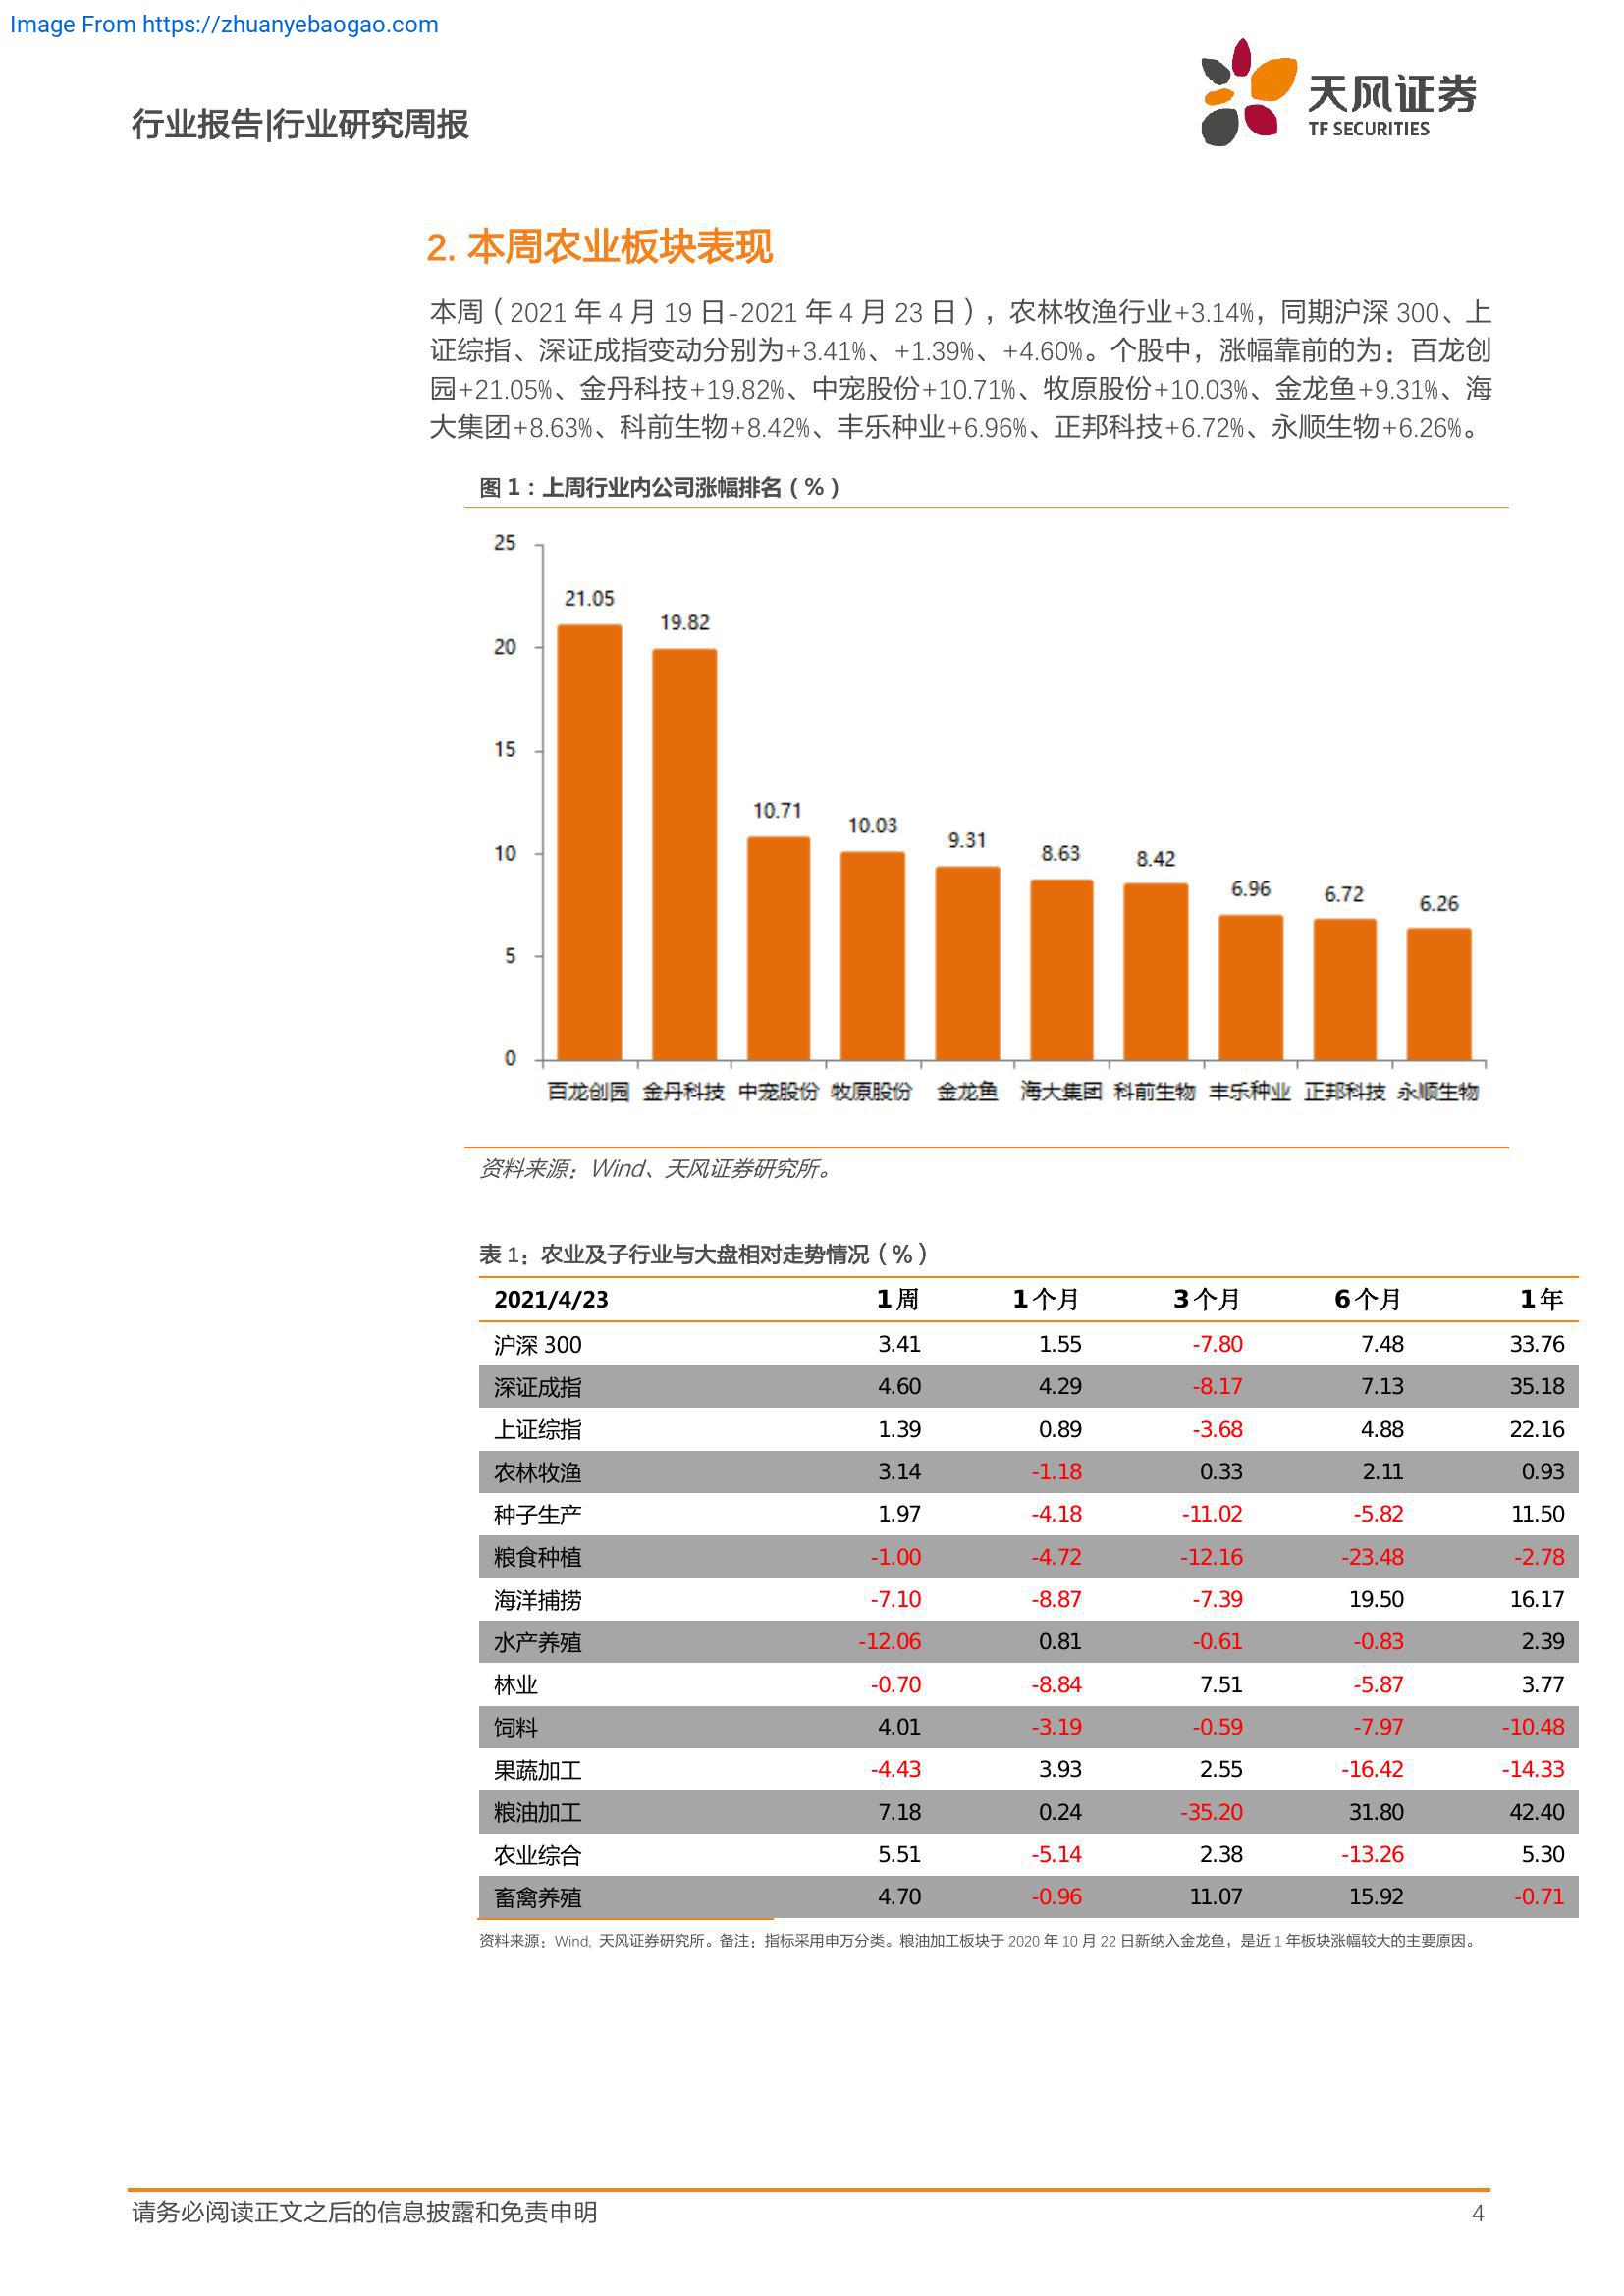 Image From https://zhuanyebaogao.com
行业报告|行业研究周报
天风证券
TF SECURITIES
2. 本周农业板块表现
本周（2021 年 4 月 19 日-2021 年 4 月 23 日），农林牧渔行业+3.14%，同期沪深 300、上
证综指、深证成指变动分别为+3.41%、+1.39%、+4.60%。个股中，涨幅靠前的为：百龙创
园+21.05%、金丹科技+19.82%、中宠股份+10.71%、牧原股份+10.03%、金龙鱼+9.31%、海
大集团+8.63%、科前生物+8.42%、丰乐种业+6.96%、正邦科技+6.72%、永顺生物+6.26%。
图 1：上周行业内公司涨幅排名（%）
25
20
15
10
5
0
21.05
19.82
10.71
10.03
9.31
8.63
8.42
6.96
6.72
6.26
百龙创园 金丹科技 中宠股份 牧原股份 金龙鱼 海大集团 科前生物 丰乐种业 正邦科技 永顺生物
资料来源：Wind、天风证券研究所。
表 1：农业及子行业与大盘相对走势情况（%）
2021/4/23 1 周 1 个月 3 个月 6 个月 1 年
沪深 300 3.41 1.55 -7.80 7.48 33.76
深证成指 4.60 4.29 -8.17 7.13 35.18
上证综指 1.39 0.89 -3.68 4.88 22.16
农林牧渔 3.14 -1.18 0.33 2.11 0.93
种子生产 1.97 -4.18 -11.02 -5.82 11.50
粮食种植 -1.00 -4.72 -12.16 -23.48 -2.78
海洋捕捞 -7.10 -8.87 -7.39 19.50 16.17
水产养殖 -12.06 0.81 -0.61 -0.83 2.39
林业 -0.70 -8.84 7.51 -5.87 3.77
饲料 4.01 -3.19 -0.59 -7.97 -10.48
果蔬加工 -4.43 3.93 2.55 -16.42 -14.33
粮油加工 7.18 0.24 -35.20 31.80 42.40
农业综合 5.51 -5.14 2.38 -13.26 5.30
畜禽养殖 4.70 -0.96 11.07 15.92 -0.71
资料来源：Wind, 天风证券研究所。备注：指标采用申万分类。粮油加工板块于 2020 年 10 月 22 日新纳入金龙鱼，是近 1 年板块涨幅较大的主要原因。
请务必阅读正文之后的信息披露和免责申明
4